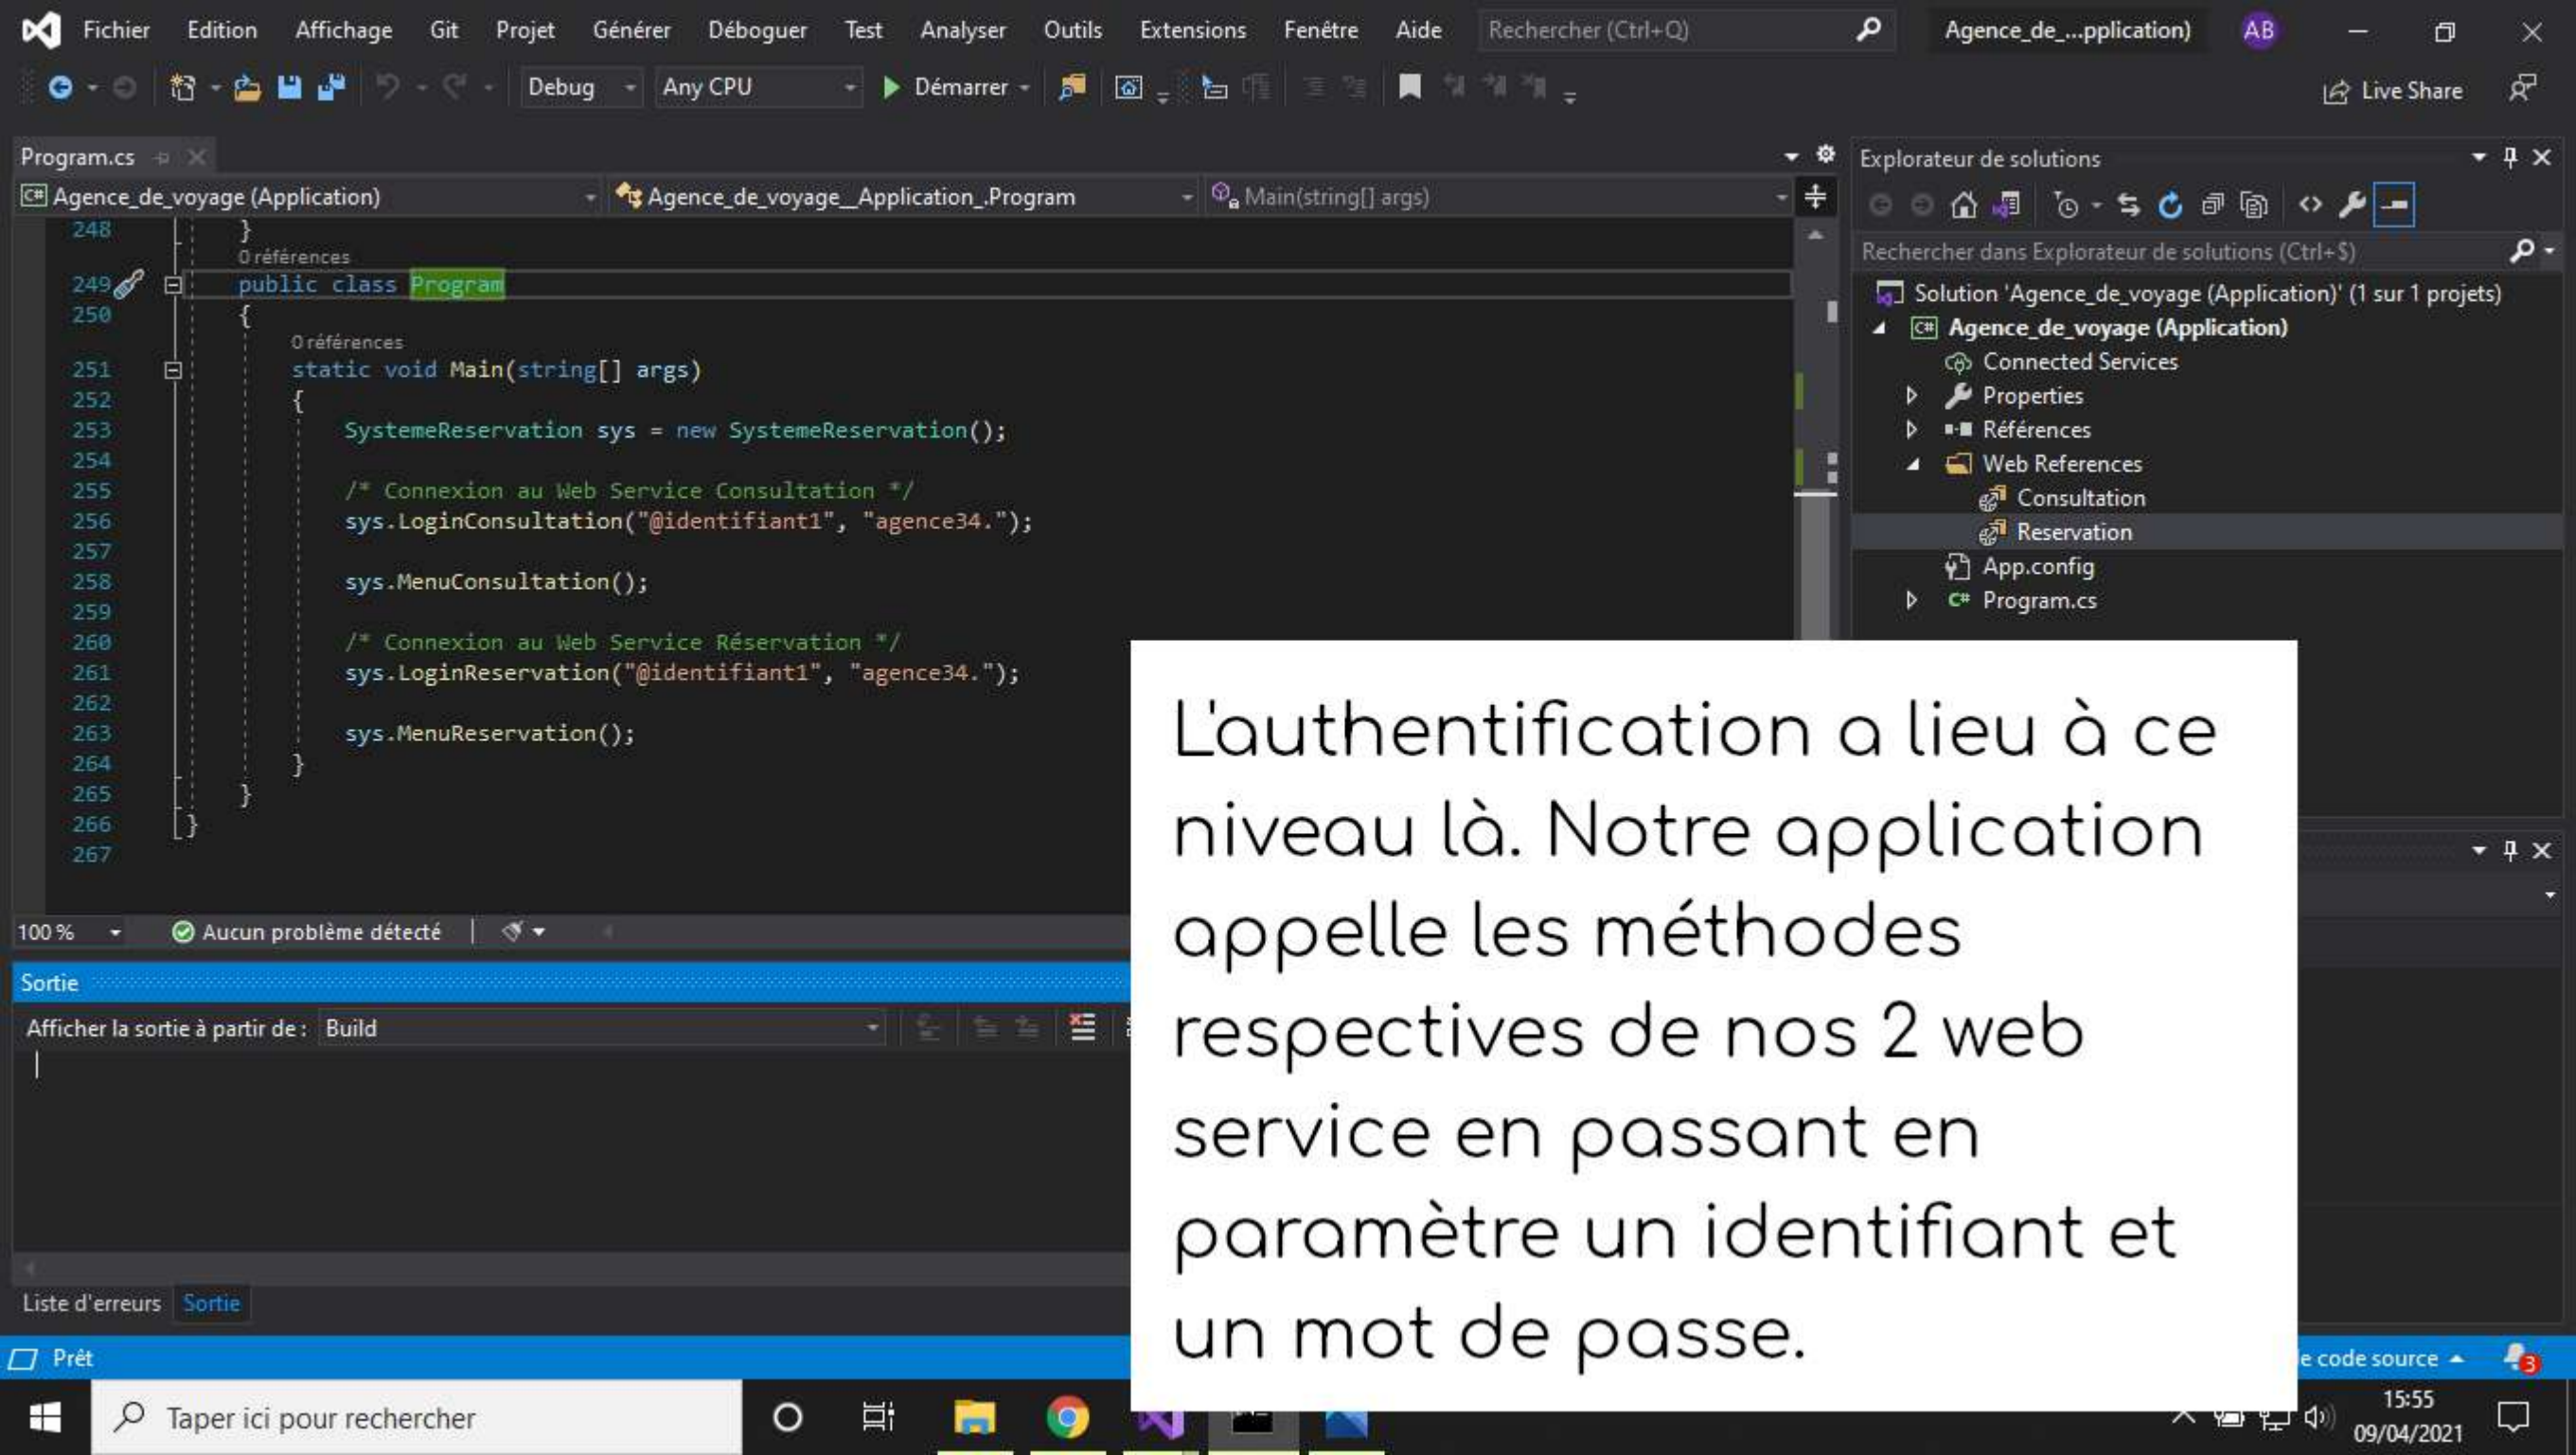 Fichier Edition Affichage Git Projet Générer Déboguer Test Analyser Outils Extensions Fenêtre Aide Rechercher (Ctrl+Q) Agence_de_...pplication) AB
Debug Any CPU Démarrer Live Share
Program.cs
Agence_de_voyage (Application) Agence_de_voyage__Application_.Program Main(string[] args)
248 }
0 références
249 public class Program
250 {
0 références
251 static void Main(string[] args)
252 {
253 SystemeReservation sys = new SystemeReservation();
254
255 /* Connexion au Web Service Consultation */
256 sys.LoginConsultation("@identifiant1", "agence34.");
257
258 sys.MenuConsultation();
259
260 /* Connexion au Web Service Réservation */
261 sys.LoginReservation("@identifiant1", "agence34.");
262
263 sys.MenuReservation();
264 }
265 }
266 }
267
100 % Aucun problème détecté
Sortie
Afficher la sortie à partir de : Build
Liste d'erreurs Sortie
Explorateur de solutions
Rechercher dans Explorateur de solutions (Ctrl+$)
Solution 'Agence_de_voyage (Application)' (1 sur 1 projets)
C# Agence_de_voyage (Application)
Connected Services
Properties
Références
Web References
Consultation
Reservation
App.config
C# Program.cs
L'authentification a lieu à ce
niveau là. Notre application
appelle les méthodes
respectives de nos 2 web
service en passant en
paramètre un identifiant et
un mot de passe.
Prêt
code source 3
Taper ici pour rechercher
15:55
09/04/2021